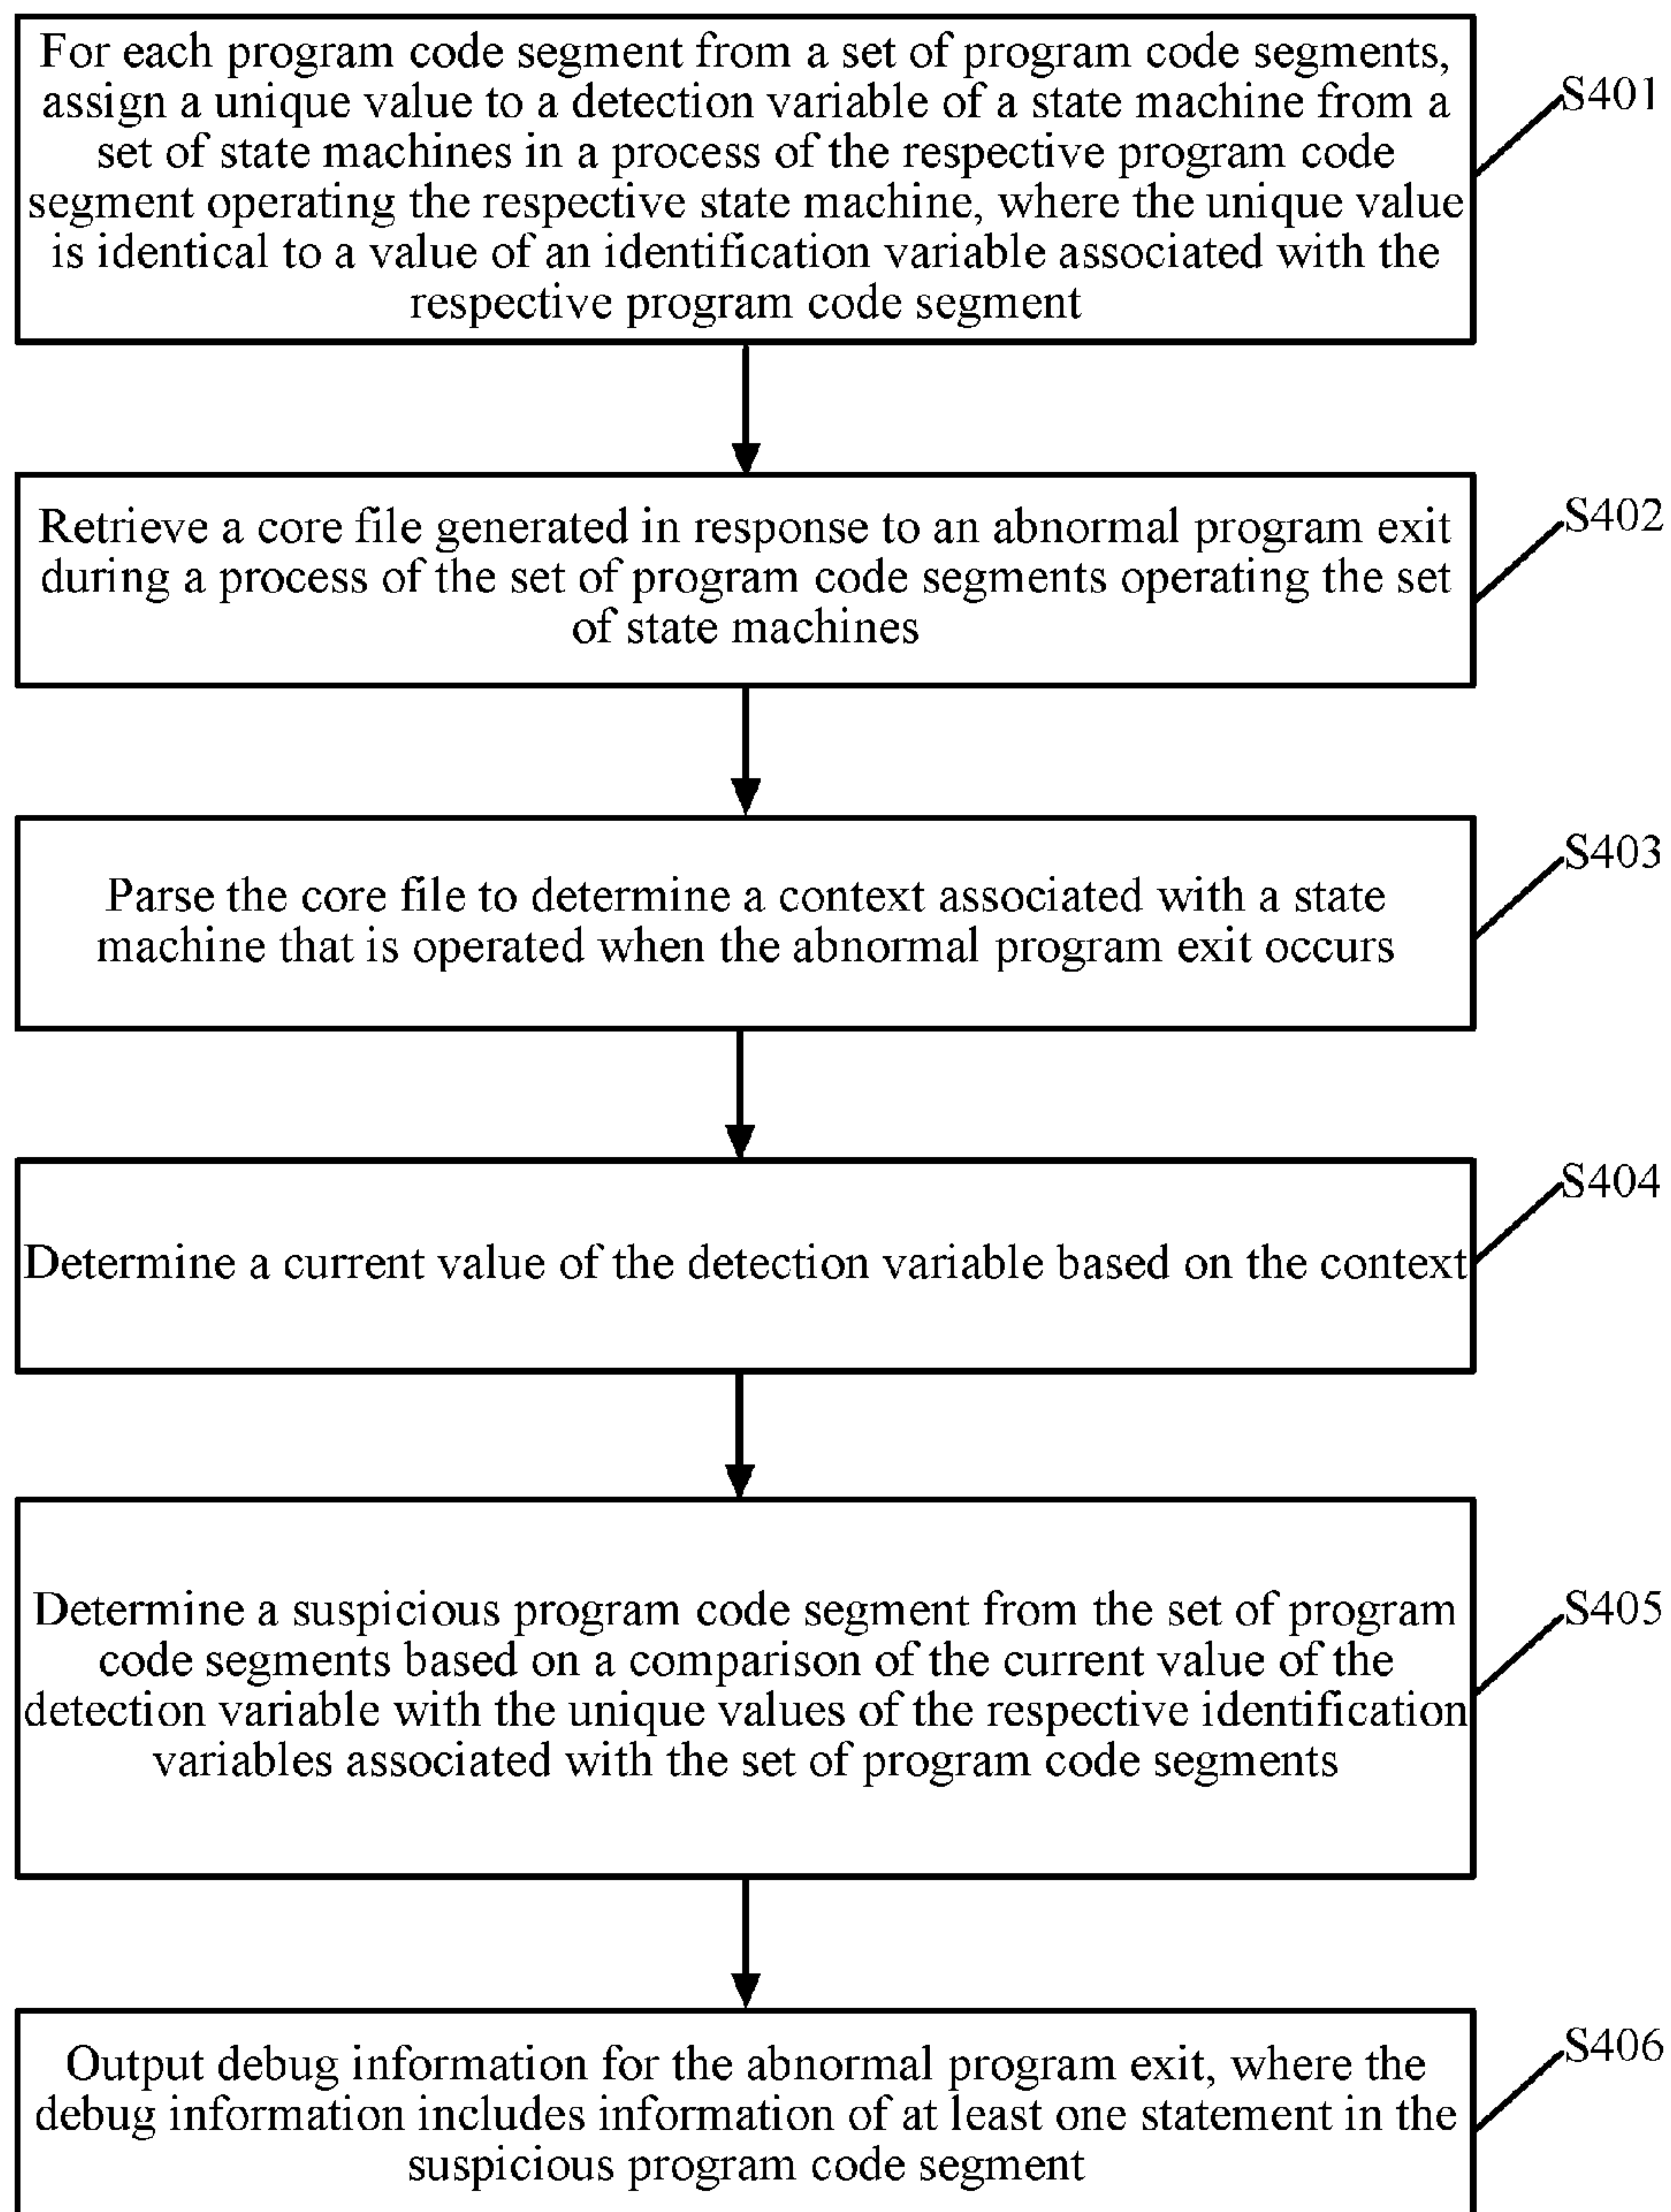 For each program code segment from a set of program code segments,
assign a unique value to a detection variable of a state machine from a
set of state machines in a process of the respective program code
segment operating the respective state machine, where the unique value
is identical to a value of an identification variable associated with the
respective program code segment
S401
Retrieve a core file generated in response to an abnormal program exit
during a process of the set of program code segments operating the set
of state machines
S402
Parse the core file to determine a context associated with a state
machine that is operated when the abnormal program exit occurs
S403
Determine a current value of the detection variable based on the context
S404
Determine a suspicious program code segment from the set of program
code segments based on a comparison of the current value of the
detection variable with the unique values of the respective identification
variables associated with the set of program code segments
S405
Output debug information for the abnormal program exit, where the
debug information includes information of at least one statement in the
suspicious program code segment
S406